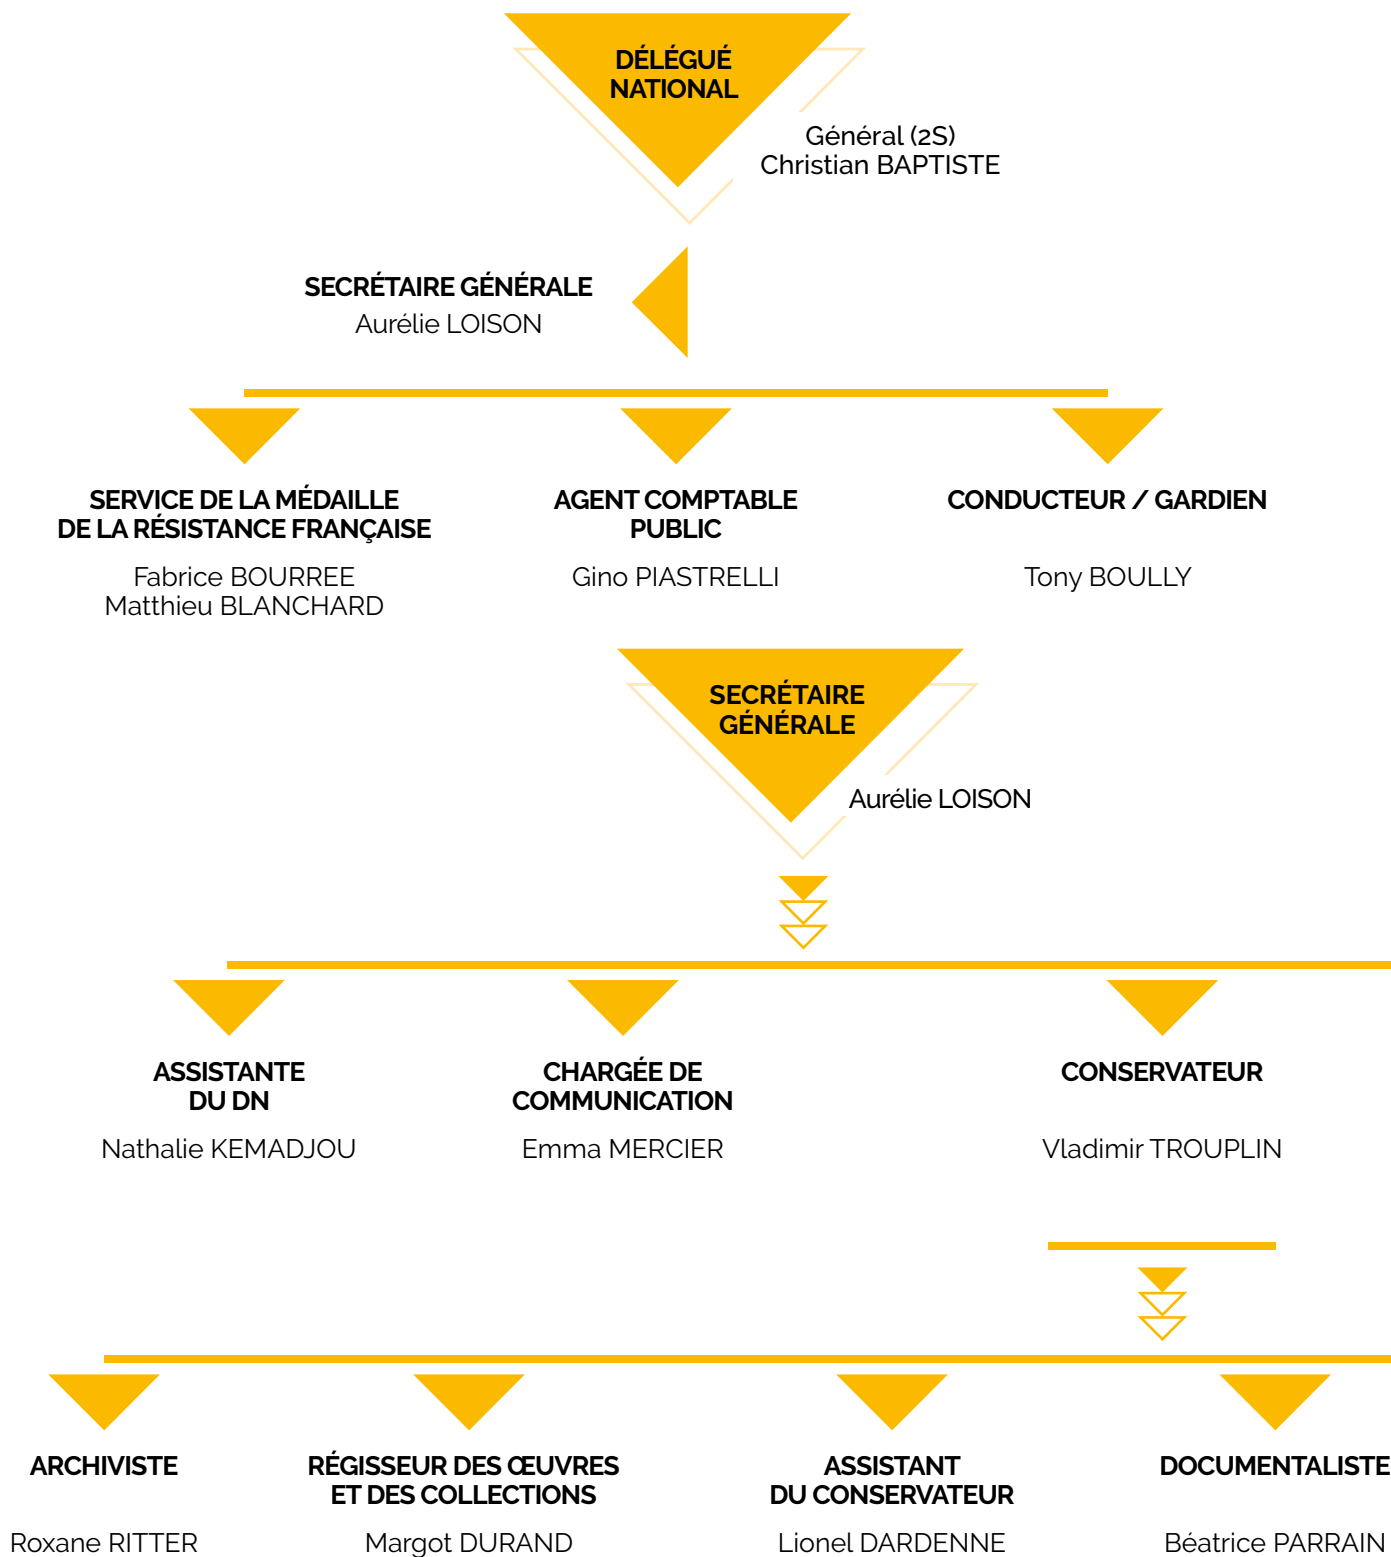 DÉLÉGUÉ
NATIONAL
Général (2S)
Christian BAPTISTE
SECRÉTAIRE GÉNÉRALE
Aurélie LOISON
SERVICE DE LA MÉDAILLE
DE LA RÉSISTANCE FRANÇAISE
Fabrice BOURREE
Matthieu BLANCHARD
AGENT COMPTABLE
PUBLIC
Gino PIASTRELLI
CONDUCTEUR / GARDIEN
Tony BOULLY
SECRÉTAIRE
GÉNÉRALE
Aurélie LOISON
ASSISTANTE
DU DN
Nathalie KEMADJOU
CHARGÉE DE
COMMUNICATION
Emma MERCIER
CONSERVATEUR
Vladimir TROUPLIN
ARCHIVISTE
Roxane RITTER
RÉGISSEUR DES ŒUVRES
ET DES COLLECTIONS
Margot DURAND
ASSISTANT
DU CONSERVATEUR
Lionel DARDENNE
DOCUMENTALISTE
Béatrice PARRAIN